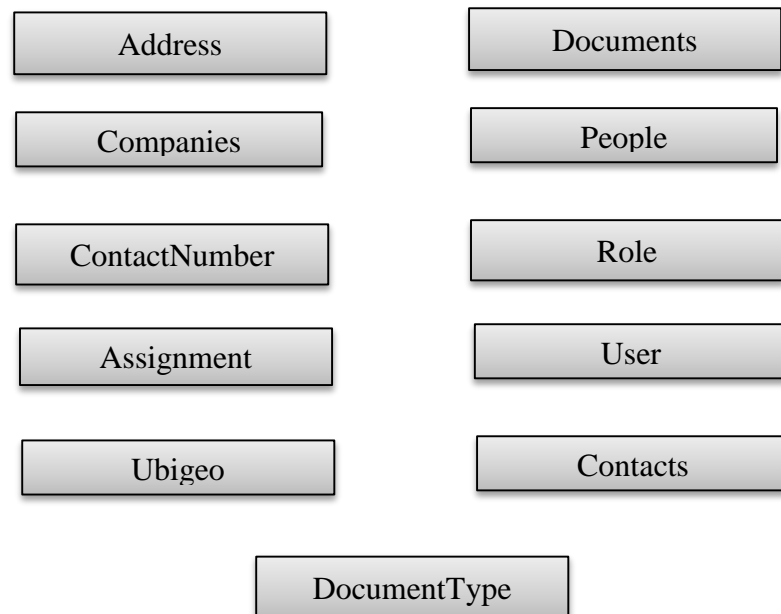 Address
Documents
Companies
People
ContactNumber
Role
Assignment
User
Ubigeo
Contacts
DocumentType